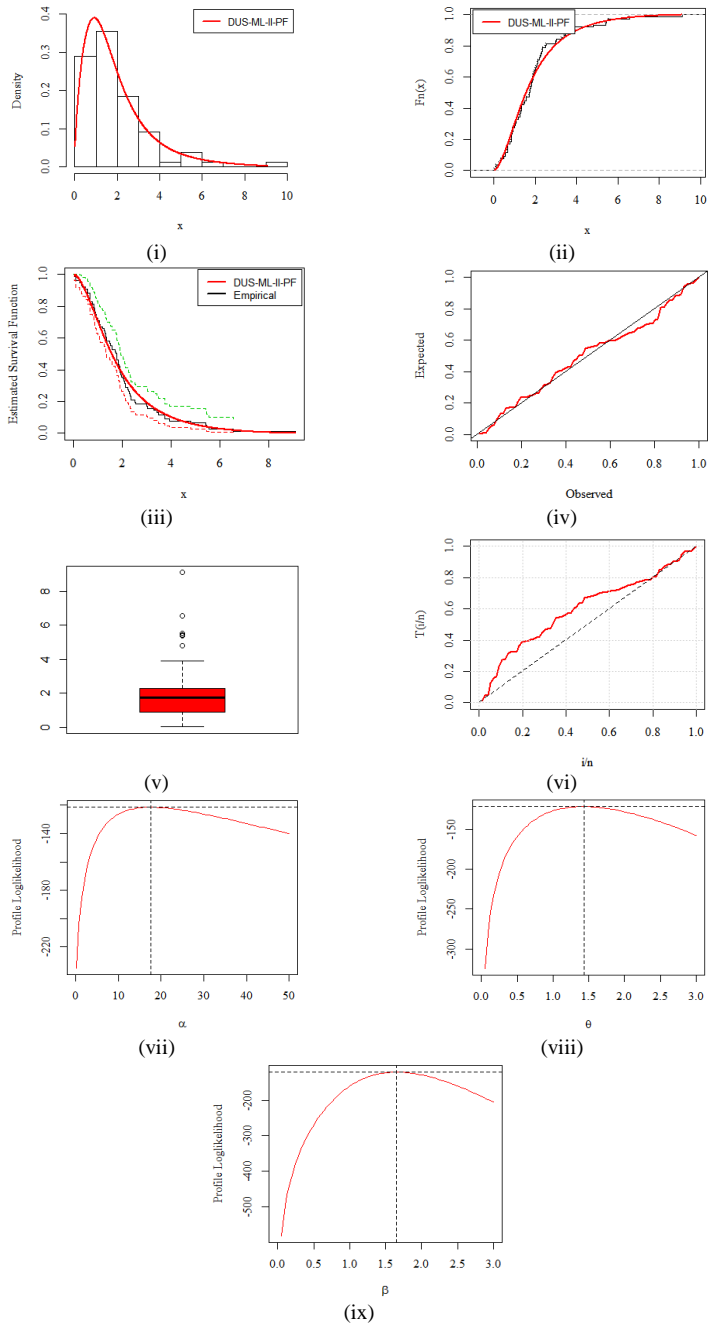 DUS-ML-II-PF
Density
0.0 0.1 0.2 0.3 0.4
0 2 4 6 8 10
x
(i)
DUS-ML-II-PF
Fn(x)
0.0 0.2 0.4 0.6 0.8 1.0
0 2 4 6 8 10
x
(ii)
DUS-ML-II-PF
Empirical
Estimated Survival Function
0.0 0.2 0.4 0.6 0.8 1.0
0 2 4 6 8
x
(iii)
Expected
0.0 0.2 0.4 0.6 0.8 1.0
0.0 0.2 0.4 0.6 0.8 1.0
Observed
(iv)
0 2 4 6 8
(v)
T(i/n)
0.0 0.2 0.4 0.6 0.8 1.0
0.0 0.2 0.4 0.6 0.8 1.0
i/n
(vi)
Profile Loglikelihood
-220 -180 -140
0 10 20 30 40 50
α
(vii)
Profile Loglikelihood
-300 -250 -200 -150
0.0 0.5 1.0 1.5 2.0 2.5 3.0
θ
(viii)
Profile Loglikelihood
-500 -400 -300 -200
0.0 0.5 1.0 1.5 2.0 2.5 3.0
β
(ix)